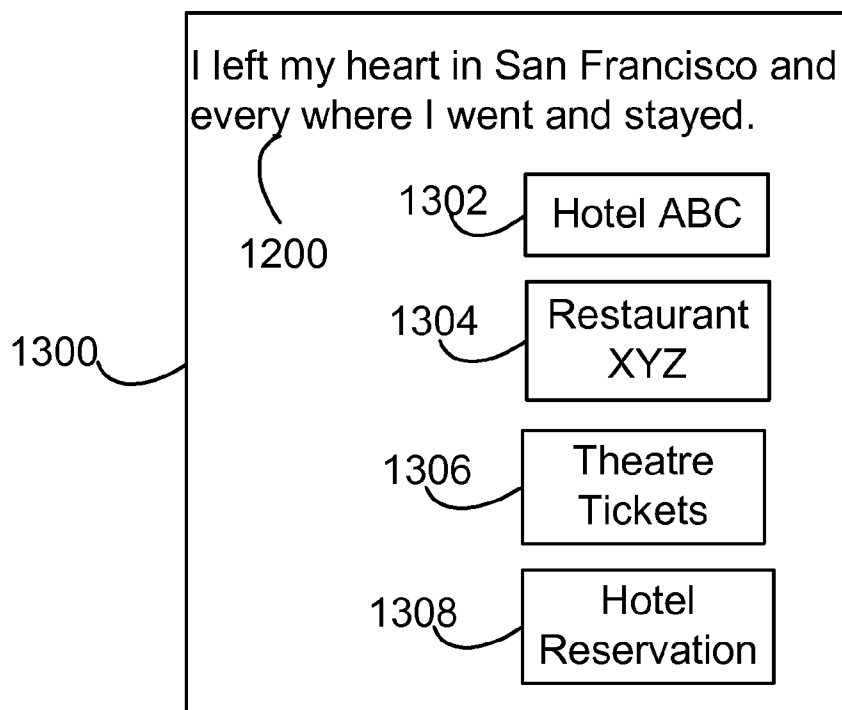 I left my heart in San Francisco and
every where I went and stayed.
1200
1300
1302
Hotel ABC
1304
Restaurant
XYZ
1306
Theatre
Tickets
1308
Hotel
Reservation